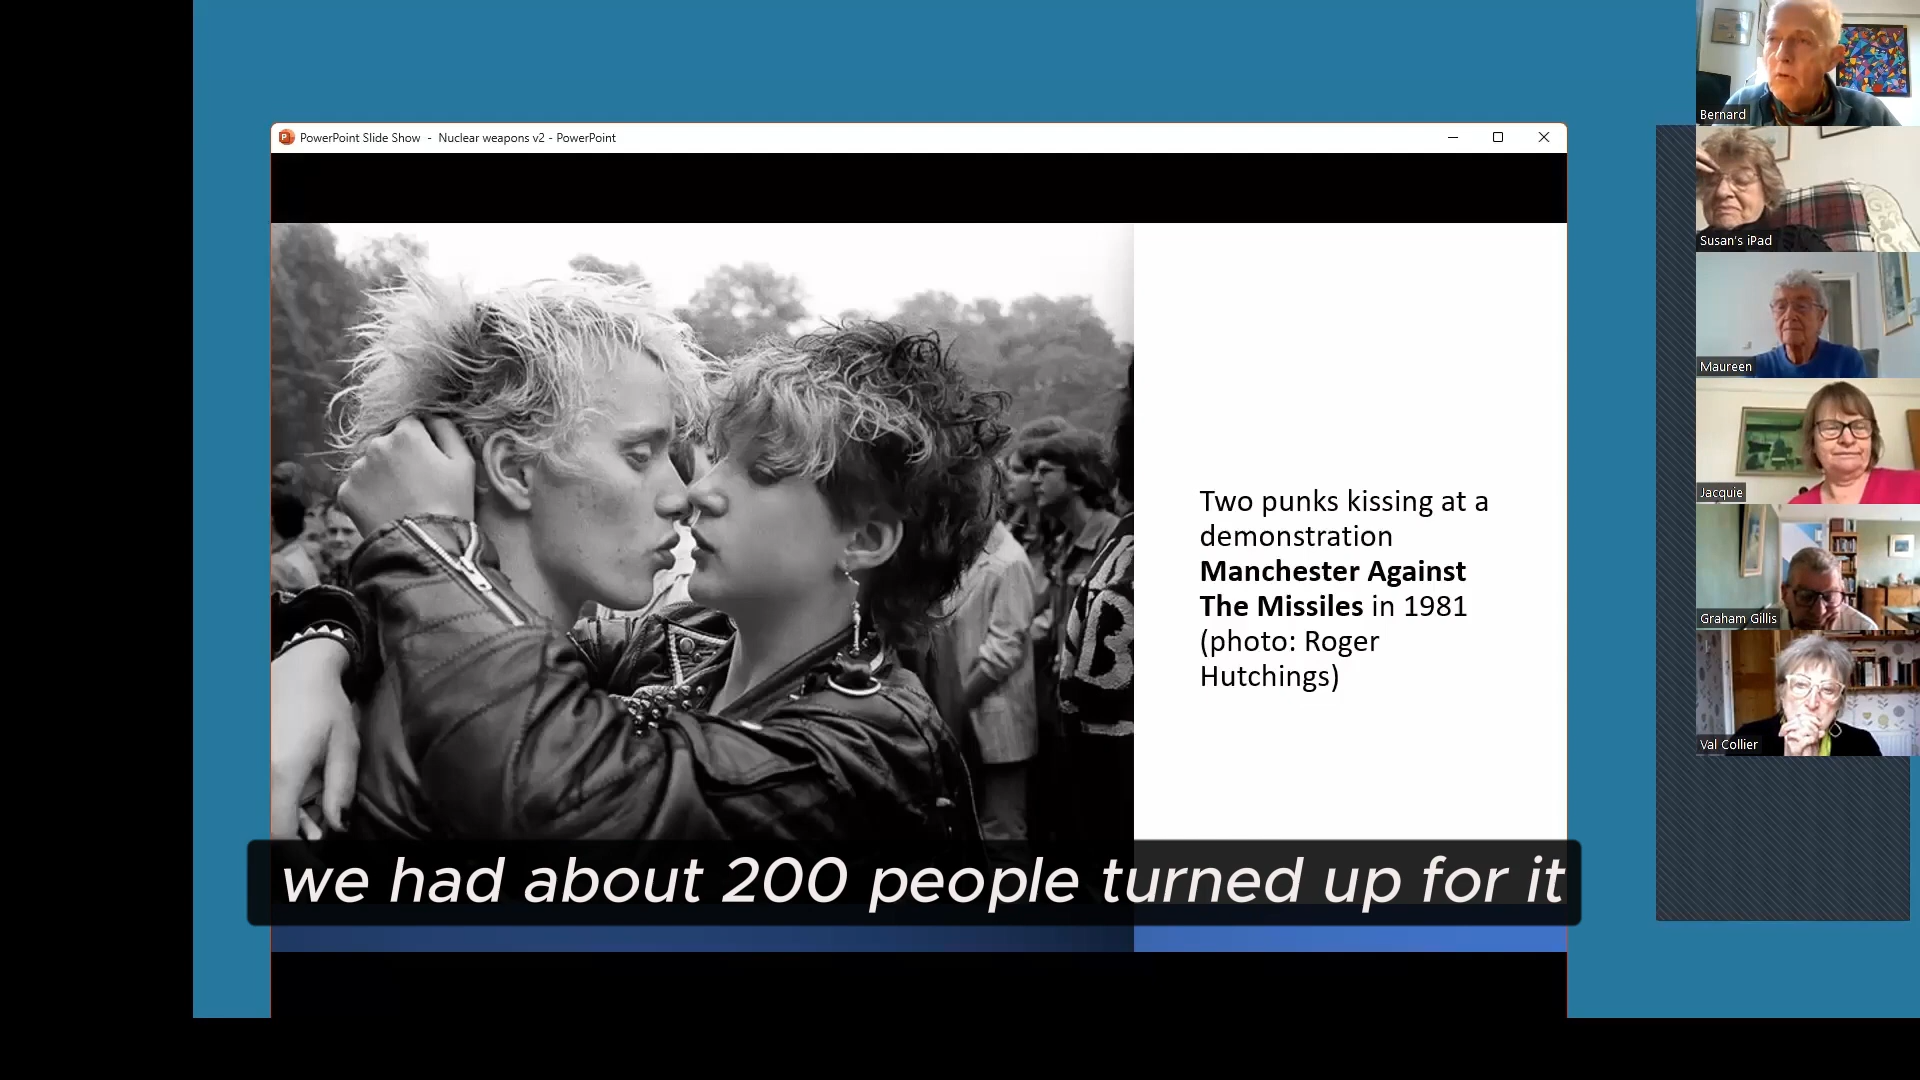 PowerPoint Slide Show - Nuclear weapons v2 - PowerPoint
Two punks kissing at a
demonstration
Manchester Against
The Missiles in 1981
(photo: Roger
Hutchings)
we had about 200 people turned up for it
Bernard
Susan's iPad
Maureen
Jacquie
Graham Gillis
Val Collier